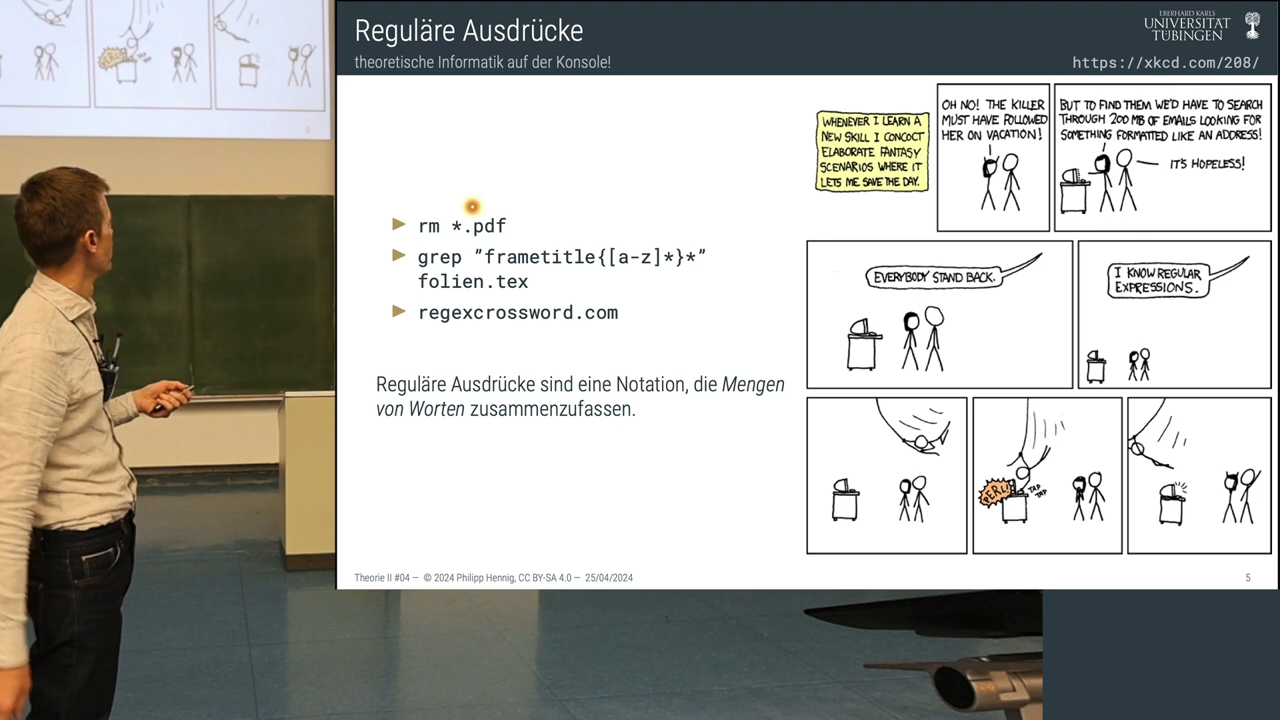 Reguläre Ausdrücke
theoretische Informatik auf der Konsole!
EBERHARD KARLS
UNIVERSITÄT
TÜBINGEN
https://xkcd.com/208/
rm *.pdf
grep ”frametitle{[a-z]*}*”
folien.tex
regexcrossword.com
Reguläre Ausdrücke sind eine Notation, die Mengen
von Worten zusammenzufassen.
WHENEVER I LEARN A
NEW SKILL I CONCOCT
ELABORATE FANTASY
SCENARIOS WHERE IT
LETS ME SAVE THE DAY.
OH NO! THE KILLER
MUST HAVE FOLLOWED
HER ON VACATION!
BUT TO FIND THEM WE'D HAVE TO SEARCH
THROUGH 200 MB OF EMAILS LOOKING FOR
SOMETHING FORMATTED LIKE AN ADDRESS!
IT'S HOPELESS!
EVERYBODY STAND BACK.
I KNOW REGULAR
EXPRESSIONS.
PERL!
TAP
TAP
Theorie II #04 — © 2024 Philipp Hennig, CC BY-SA 4.0 — 25/04/2024
5